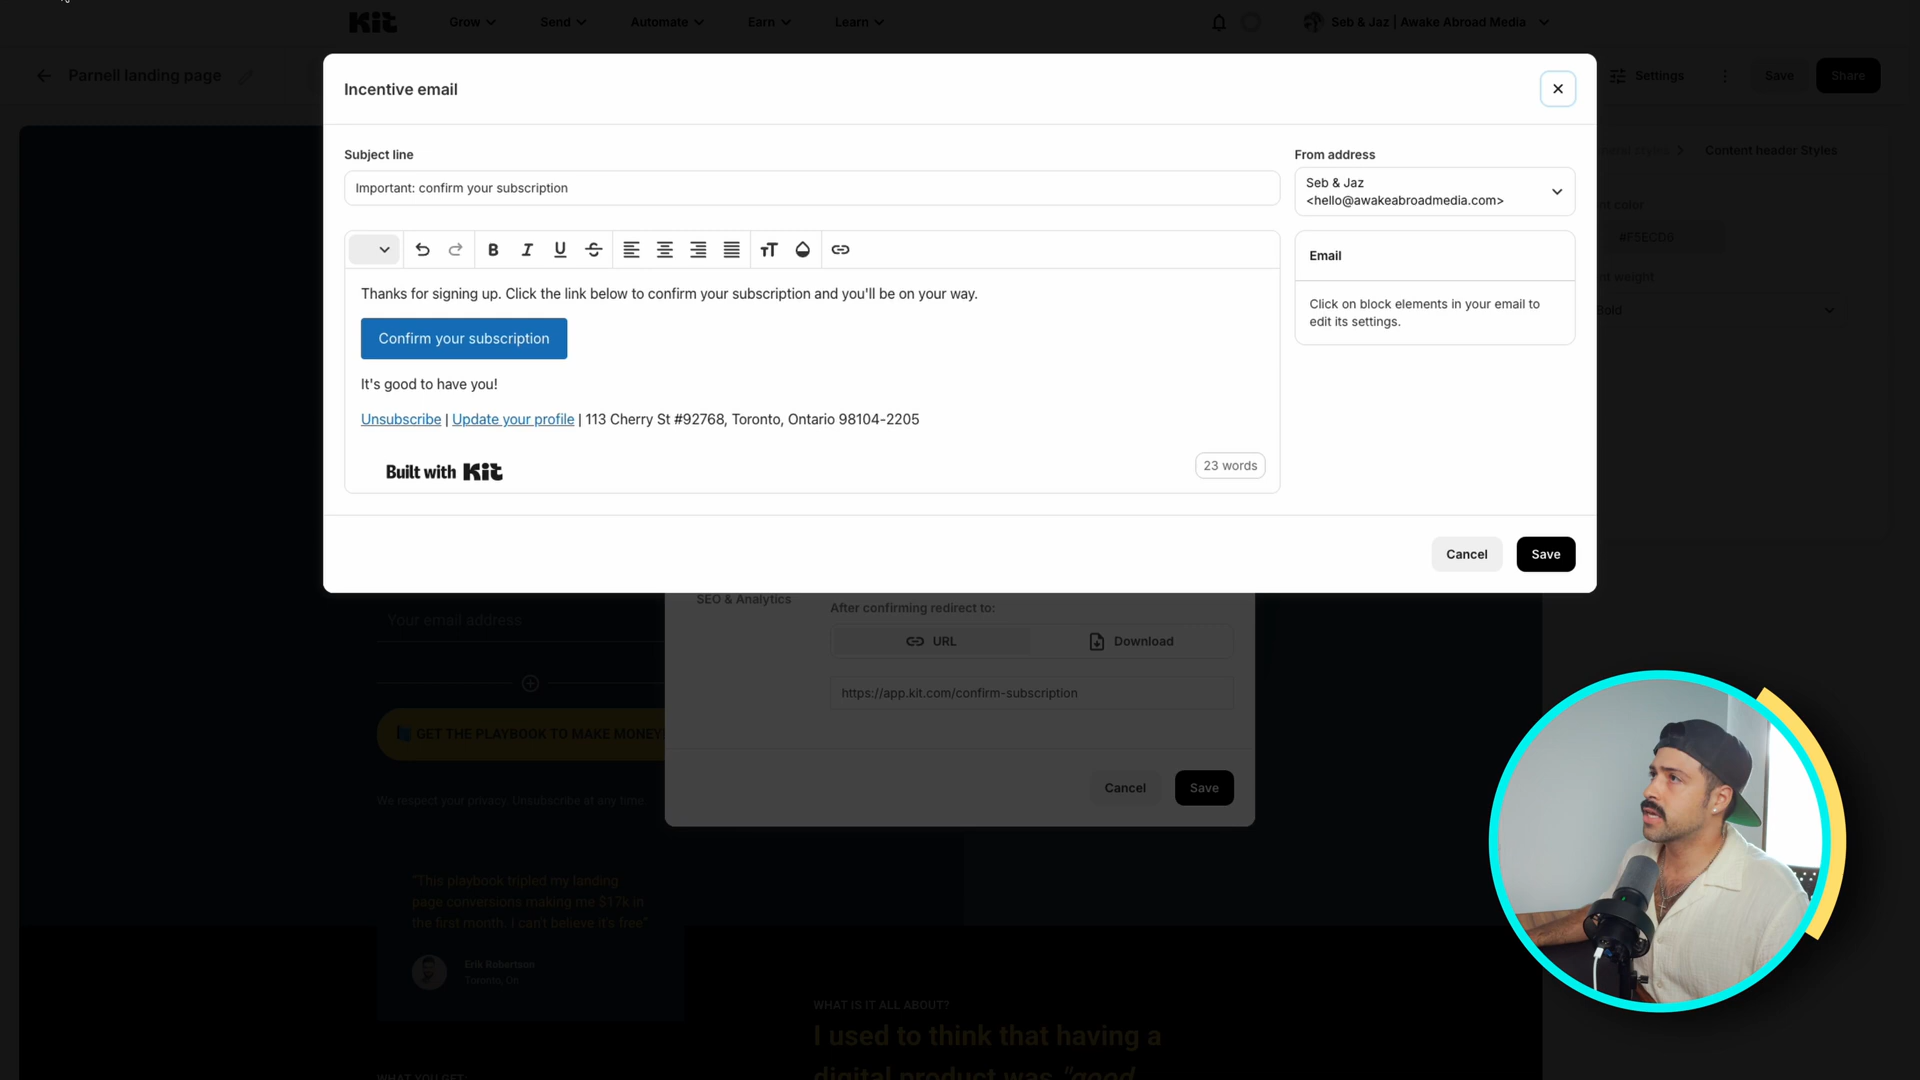 Kit Grow Send Automate Earn Learn Seb & Jaz | Awake Abroad Media
Parnell landing page Settings Save Share
Incentive email
Subject line
Important: confirm your subscription
From address
Seb & Jaz
<hello@awakeabroadmedia.com>
Thanks for signing up. Click the link below to confirm your subscription and you'll be on your way.
Confirm your subscription
It's good to have you!
Unsubscribe | Update your profile | 113 Cherry St #92768, Toronto, Ontario 98104-2205
Built with Kit
23 words
Email
Click on block elements in your email to
edit its settings.
Cancel Save
Content header Styles
#F5ECD6
SEO & Analytics
After confirming redirect to:
URL Download
https://app.kit.com/confirm-subscription
Cancel Save
Your email address
GET THE PLAYBOOK TO MAKE MONEY
We respect your privacy. Unsubscribe at any time.
"This playbook tripled my landing
page conversions making me $17k in
the first month. I can't believe it's free"
Erik Robertson
Toronto, On
WHAT IS IT ALL ABOUT?
I used to think that having a
digital product was "good
WHAT YOU GET: